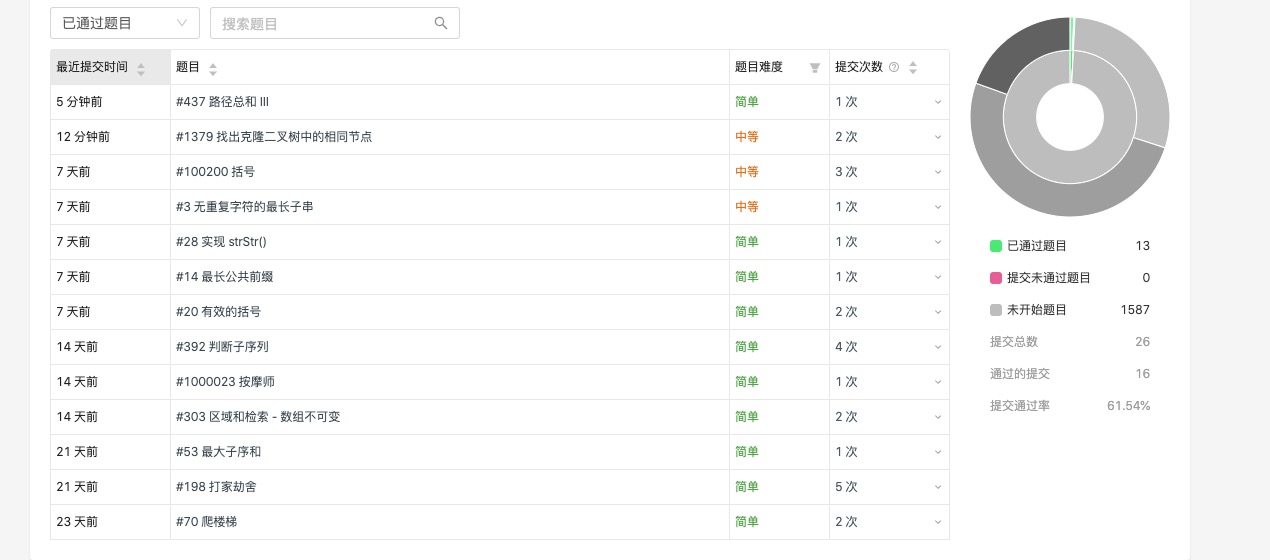 已通过题目 搜索题目
最近提交时间 题目 题目难度 提交次数
5 分钟前 #437 路径总和 III 简单 1 次
12 分钟前 #1379 找出克隆二叉树中的相同节点 中等 2 次
7 天前 #100200 括号 中等 3 次
7 天前 #3 无重复字符的最长子串 中等 1 次
7 天前 #28 实现 strStr() 简单 1 次
7 天前 #14 最长公共前缀 简单 1 次
7 天前 #20 有效的括号 简单 2 次
14 天前 #392 判断子序列 简单 4 次
14 天前 #1000023 按摩师 简单 1 次
14 天前 #303 区域和检索 - 数组不可变 简单 2 次
21 天前 #53 最大子序和 简单 1 次
21 天前 #198 打家劫舍 简单 5 次
23 天前 #70 爬楼梯 简单 2 次
已通过题目 13
提交未通过题目 0
未开始题目 1587
提交总数 26
通过的提交 16
提交通过率 61.54%